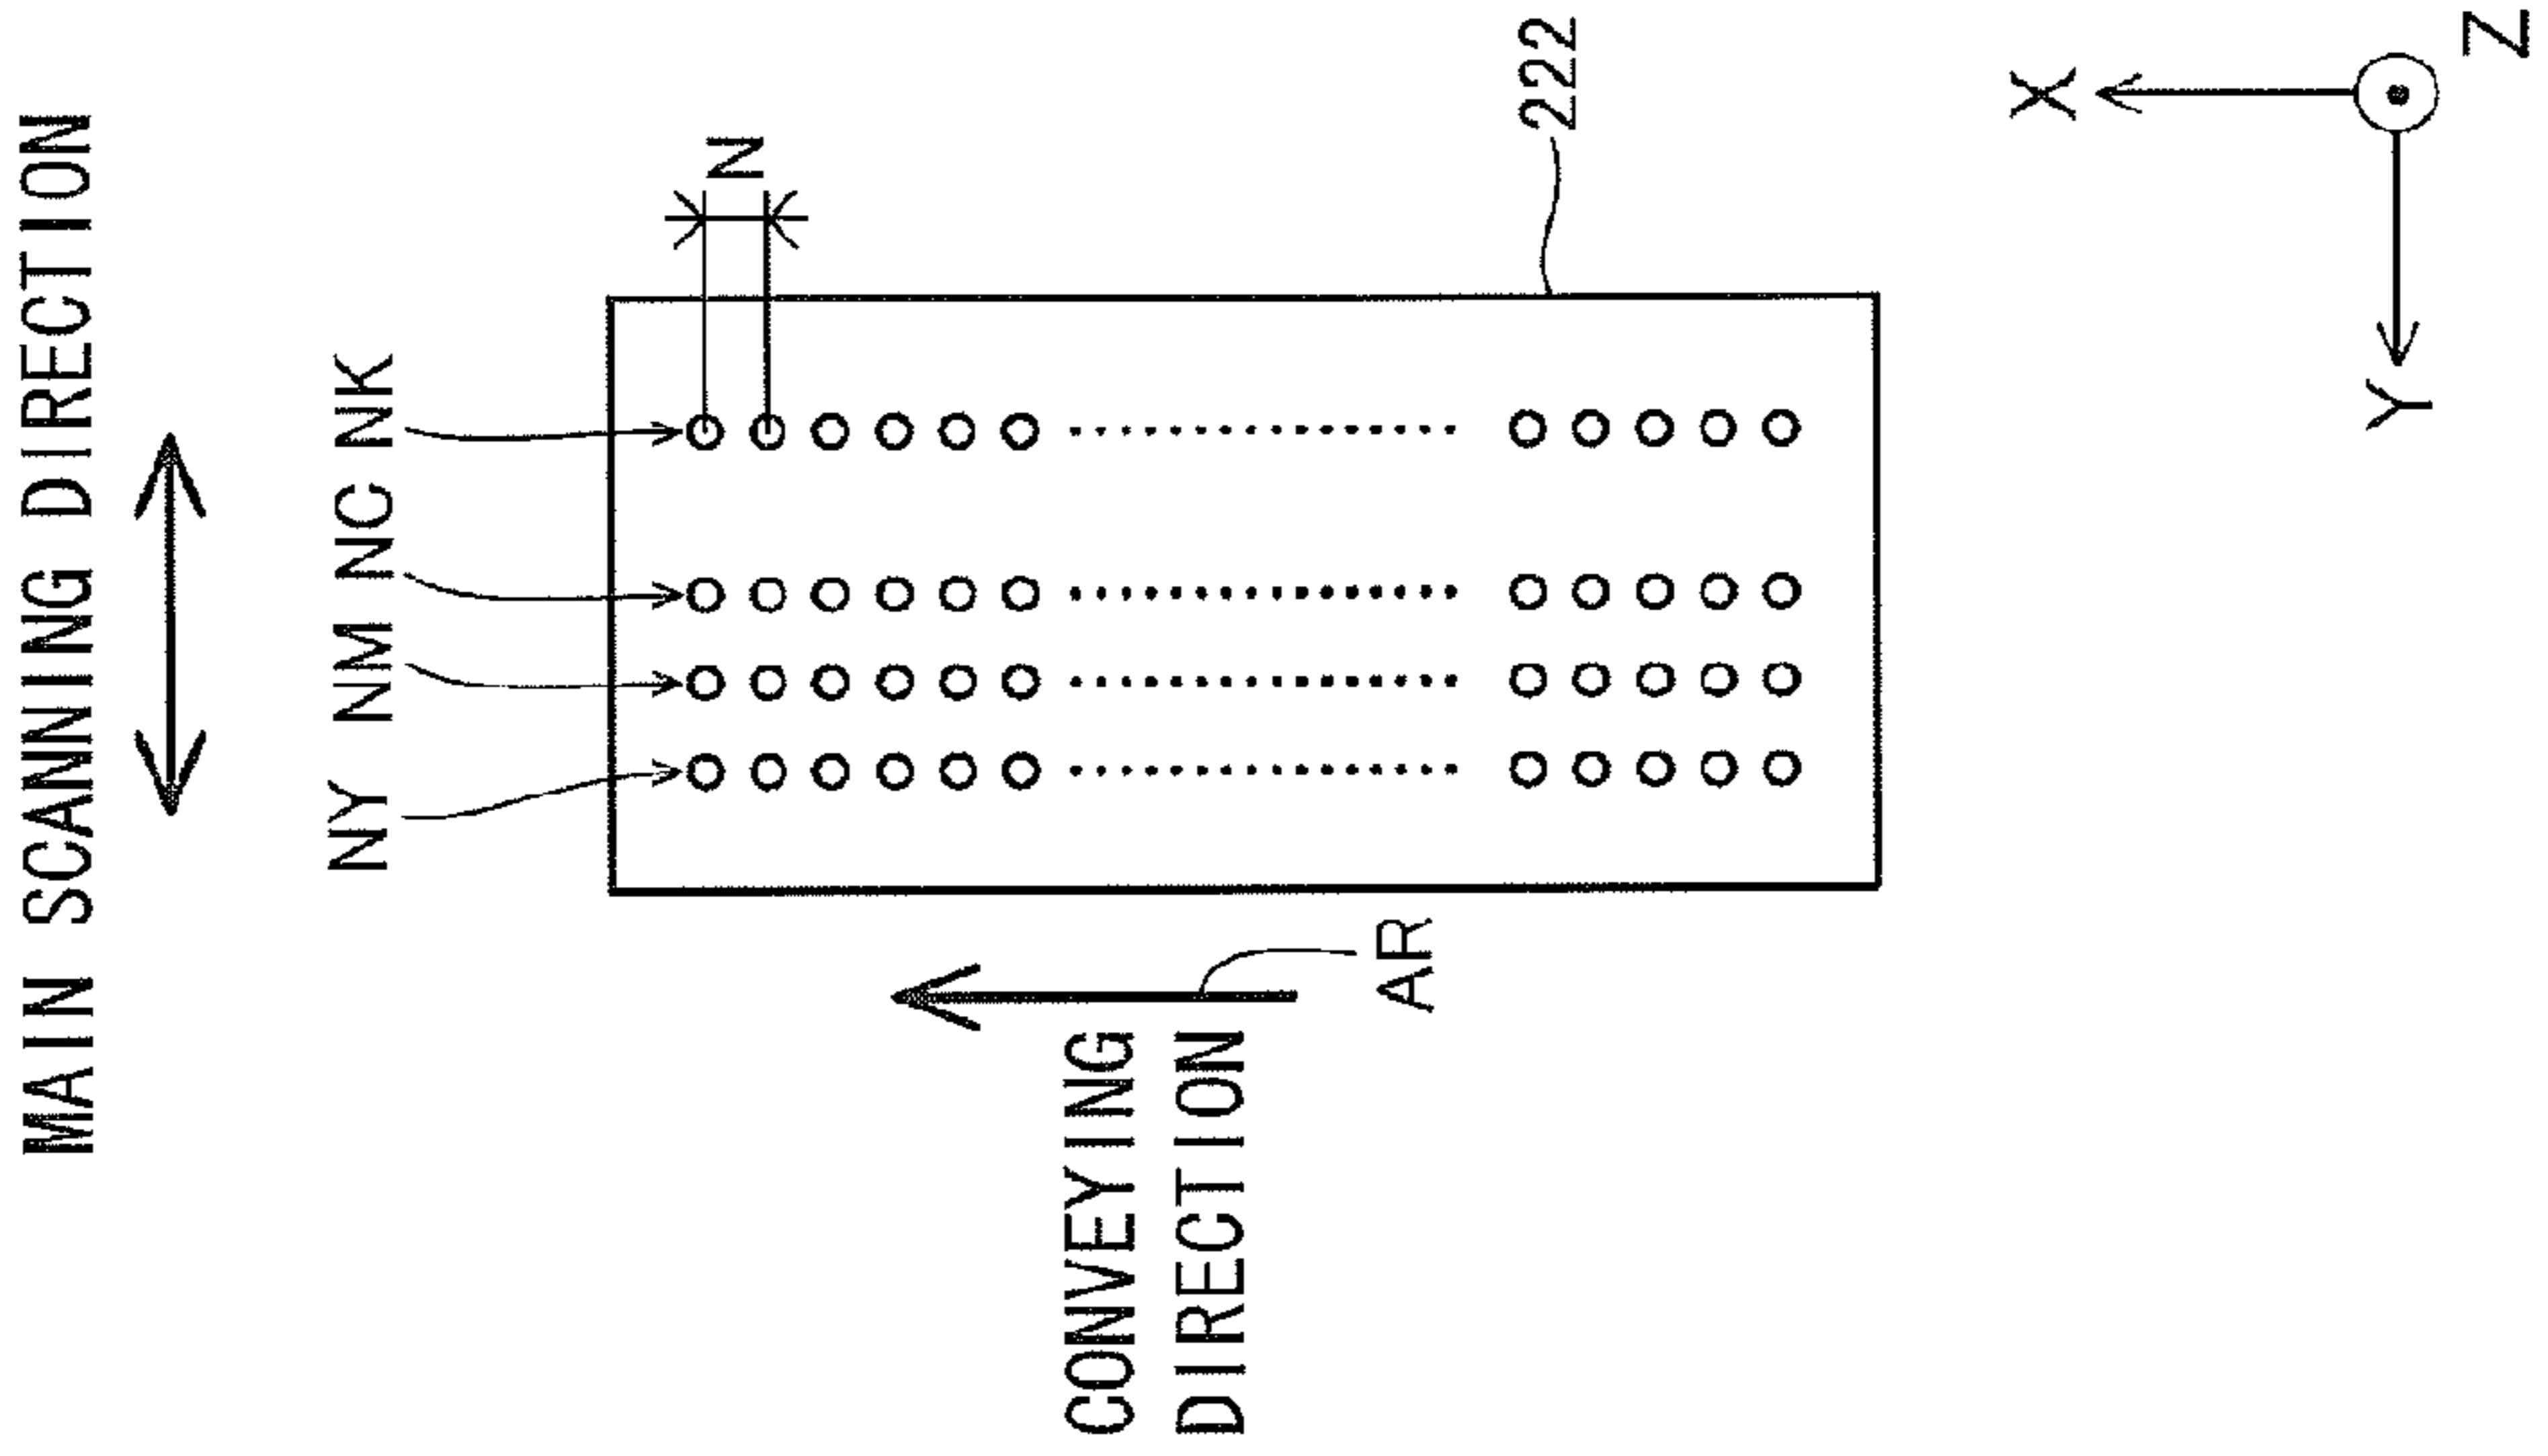 MAIN SCANNING DIRECTION
NY NM NC NK
N
CONVEYING
DIRECTION
AR
222
X
Y
Z